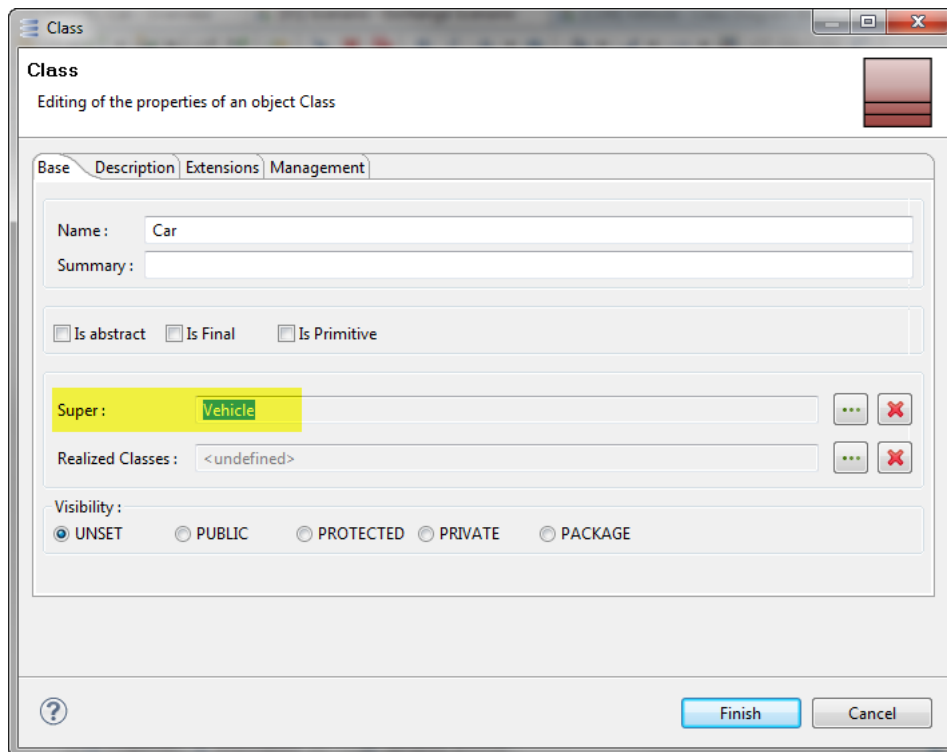 Class
Class
Editing of the properties of an object Class
Base Description Extensions Management
Name : Car
Summary :
Is abstract Is Final Is Primitive
Super : Vehicle
Realized Classes : <undefined>
Visibility :
UNSET PUBLIC PROTECTED PRIVATE PACKAGE
Finish Cancel